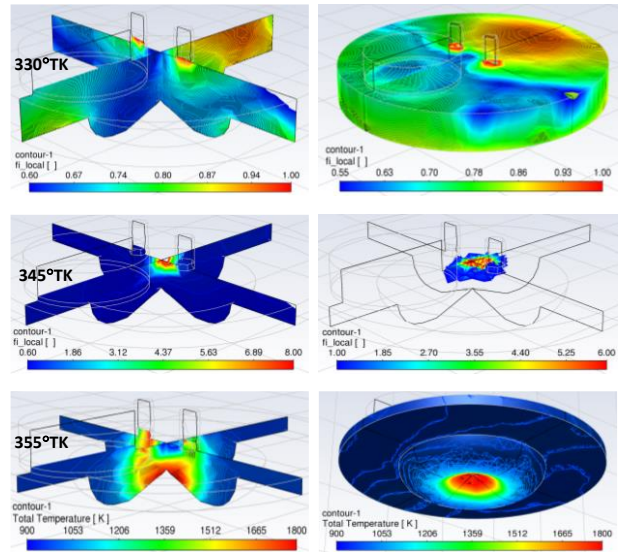 330°TK
contour-1
fi_local [ ]
0.60 0.67 0.74 0.80 0.87 0.94 1.00
contour-1
fi_local [ ]
0.55 0.63 0.70 0.78 0.86 0.93 1.00
345°TK
contour-1
fi_local [ ]
0.60 1.86 3.12 4.37 5.63 6.89 8.00
contour-1
fi_local [ ]
1.00 1.85 2.70 3.55 4.40 5.25 6.00
355°TK
contour-1
Total Temperature [ K ]
900 1053 1206 1359 1512 1665 1800
contour-1
Total Temperature [ K ]
900 1053 1206 1359 1512 1665 1800